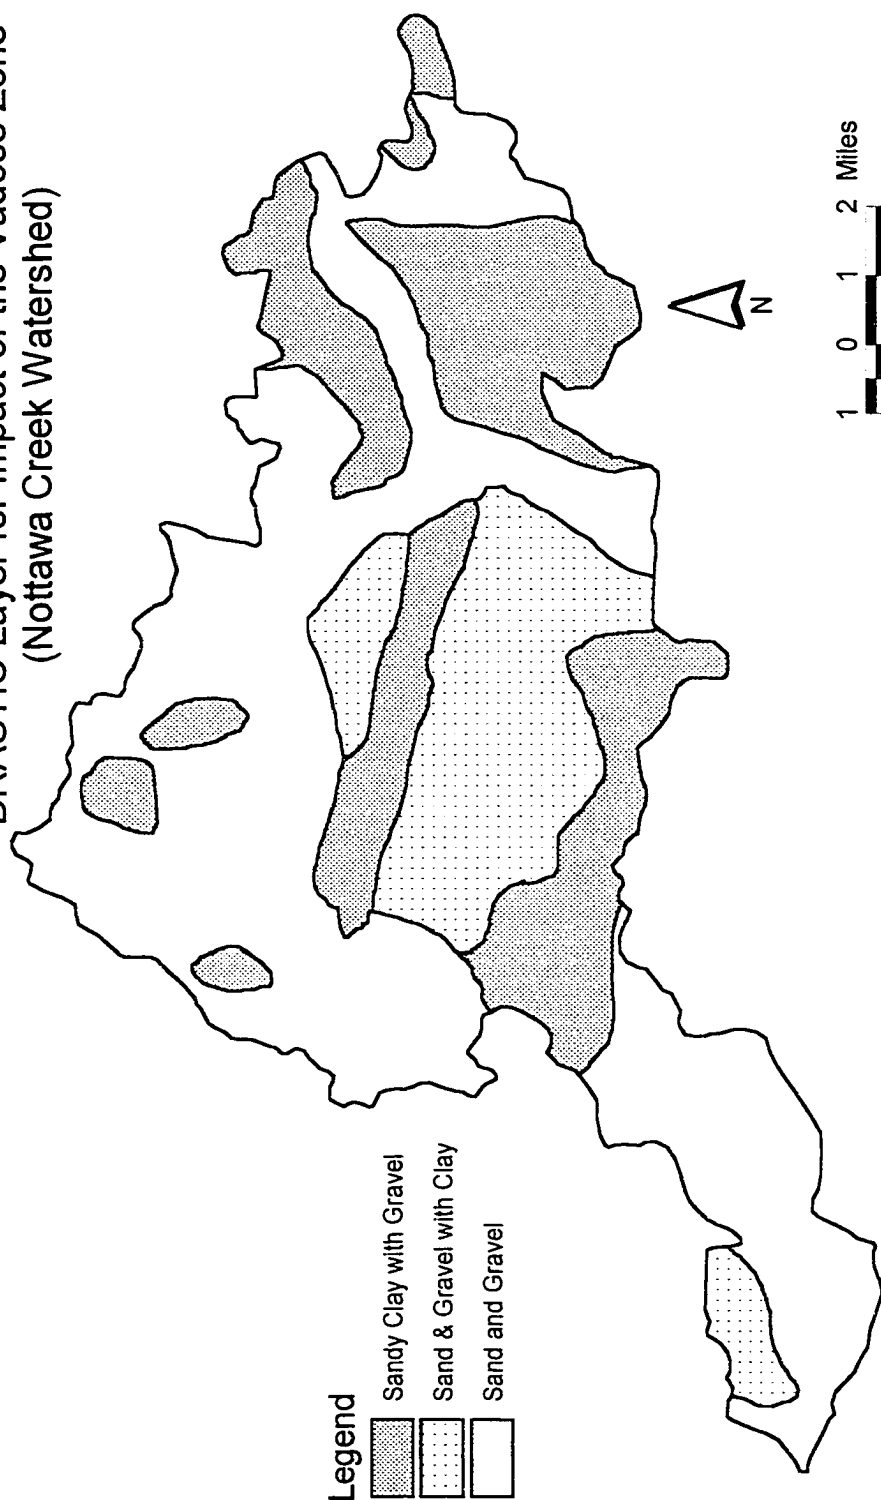 DRASTIC Layer for Impact of the Vadose Zone
(Nottawa Creek Watershed)
Legend
Sandy Clay with Gravel
Sand & Gravel with Clay
Sand and Gravel
N
1 0 1 2 Miles